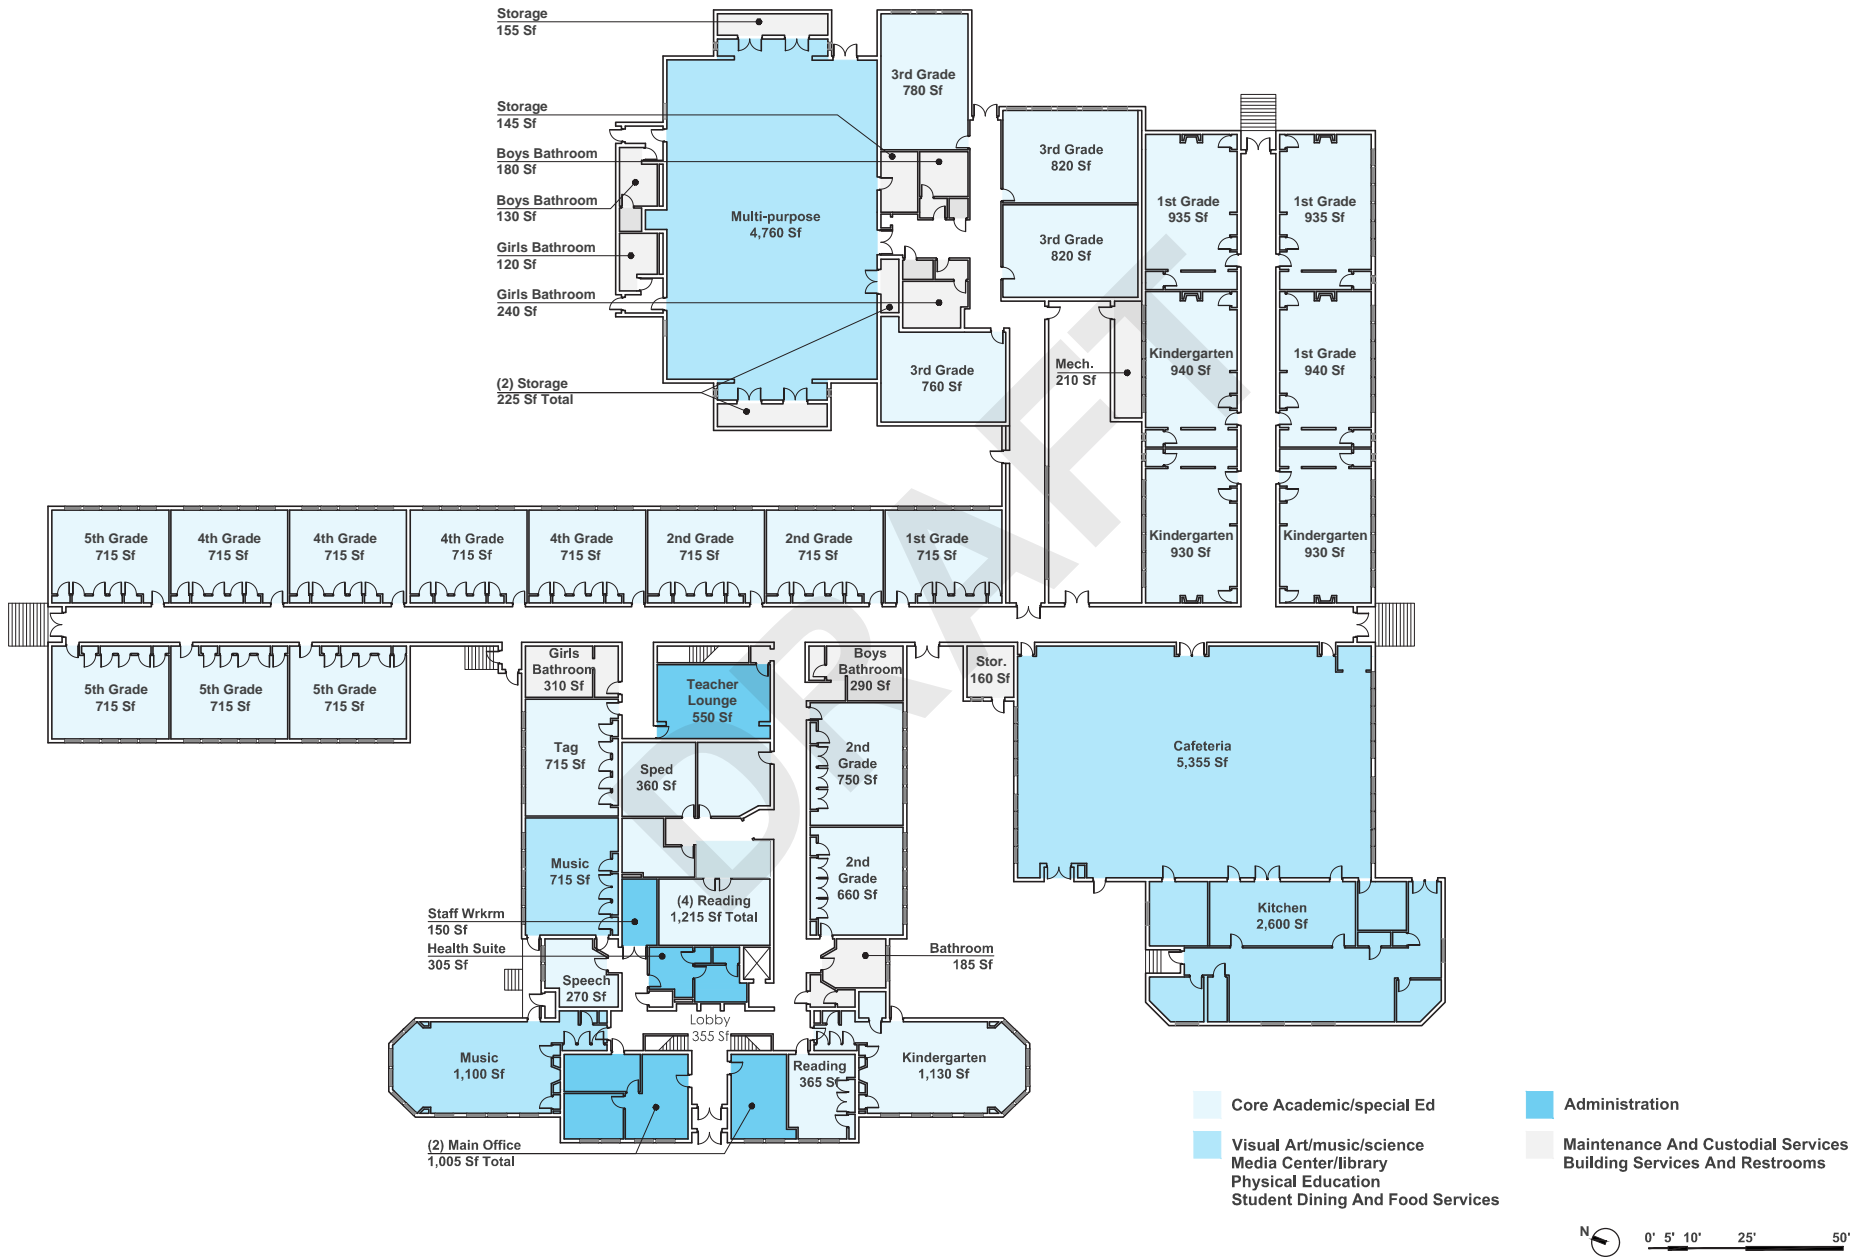 Storage
155 Sf
3rd Grade
780 Sf
Storage
145 Sf
Boys Bathroom
180 Sf
3rd Grade
820 Sf
Boys Bathroom
130 Sf
Multi-purpose
4,760 Sf
1st Grade
935 Sf
1st Grade
935 Sf
Girls Bathroom
120 Sf
3rd Grade
820 Sf
Girls Bathroom
240 Sf
(2) Storage
225 Sf Total
3rd Grade
760 Sf
Mech.
210 Sf
Kindergarten
940 Sf
1st Grade
940 Sf
DRAFT
5th Grade
715 Sf
4th Grade
715 Sf
4th Grade
715 Sf
4th Grade
715 Sf
4th Grade
715 Sf
2nd Grade
715 Sf
2nd Grade
715 Sf
1st Grade
715 Sf
Kindergarten
930 Sf
Kindergarten
930 Sf
5th Grade
715 Sf
5th Grade
715 Sf
5th Grade
715 Sf
Girls
Bathroom
310 Sf
Teacher
Lounge
550 Sf
Boys
Bathroom
290 Sf
Stor.
160 Sf
Tag
715 Sf
Sped
360 Sf
2nd
Grade
750 Sf
Cafeteria
5,355 Sf
Music
715 Sf
2nd
Grade
660 Sf
(4) Reading
1,215 Sf Total
Kitchen
2,600 Sf
Staff Wrkrm
150 Sf
Health Suite
305 Sf
Bathroom
185 Sf
Speech
270 Sf
Lobby
355 Sf
Music
1,100 Sf
Reading
365 Sf
Kindergarten
1,130 Sf
(2) Main Office
1,005 Sf Total
Core Academic/special Ed
Visual Art/music/science
Media Center/library
Physical Education
Student Dining And Food Services
Administration
Maintenance And Custodial Services
Building Services And Restrooms
N
0' 5' 10' 25' 50'